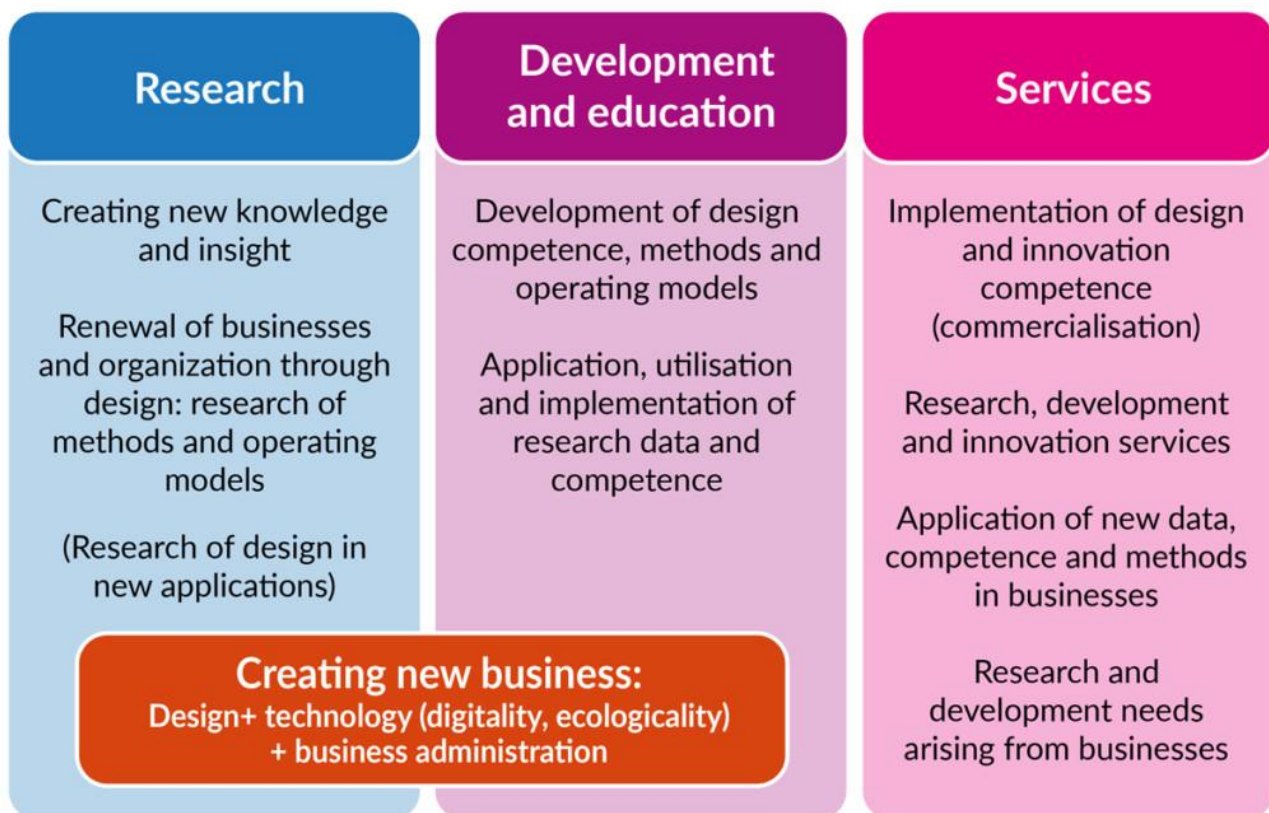 Research
Creating new knowledge
and insight
Renewal of businesses
and organization through
design: research of
methods and operating
models
(Research of design in
new applications)
Development
and education
Development of design
competence, methods and
operating models
Application, utilisation
and implementation of
research data and
competence
Creating new business:
Design+ technology (digitality, ecologicality)
+ business administration
Services
Implementation of design
and innovation
competence
(commercialisation)
Research, development
and innovation services
Application of new data,
competence and methods
in businesses
Research and
development needs
arising from businesses